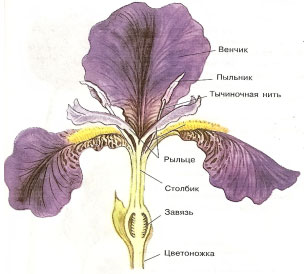 Венчик
Пыльник
Тычиночная нить
Рыльце
Столбик
Завязь
Цветоножка